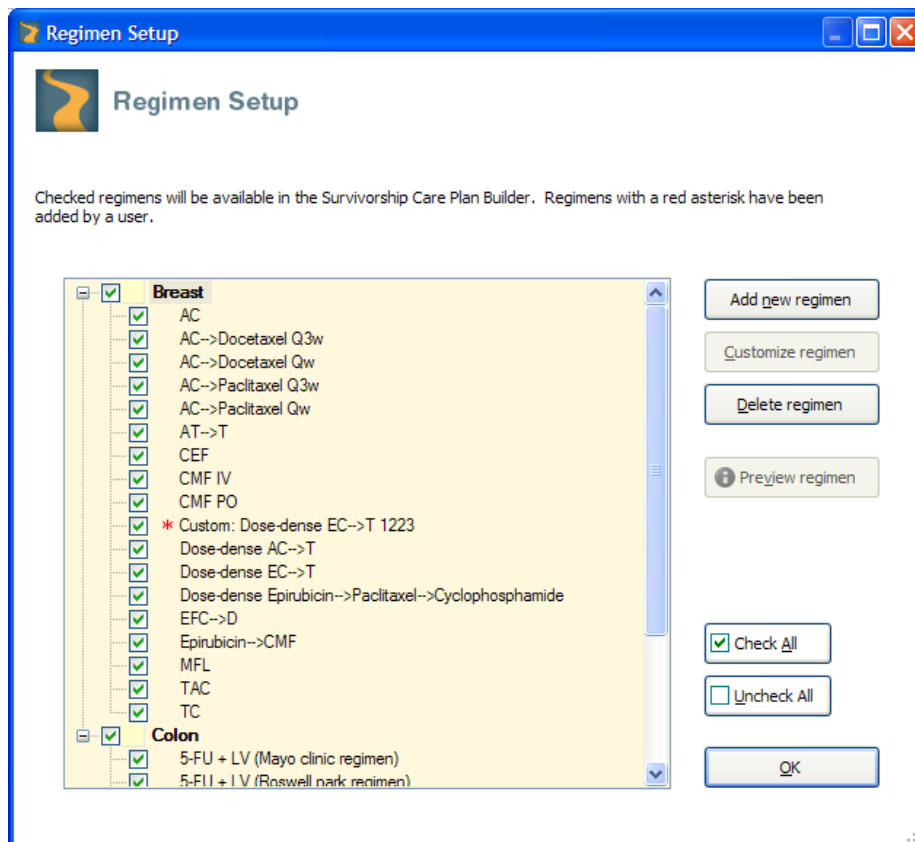 Regimen Setup
Regimen Setup
Checked regimens will be available in the Survivorship Care Plan Builder.  Regimens with a red asterisk have been
added by a user.
Breast
AC
AC-->Docetaxel Q3w
AC-->Docetaxel Qw
AC-->Paclitaxel Q3w
AC-->Paclitaxel Qw
AT-->T
CEF
CMF IV
CMF PO
* Custom: Dose-dense EC-->T 1223
Dose-dense AC-->T
Dose-dense EC-->T
Dose-dense Epirubicin-->Paclitaxel-->Cyclophosphamide
EFC-->D
Epirubicin-->CMF
MFL
TAC
TC
Colon
5-FU + LV (Mayo clinic regimen)
5-FU + LV (Roswell park regimen)
Add new regimen
Customize regimen
Delete regimen
Preview regimen
Check All
Uncheck All
OK